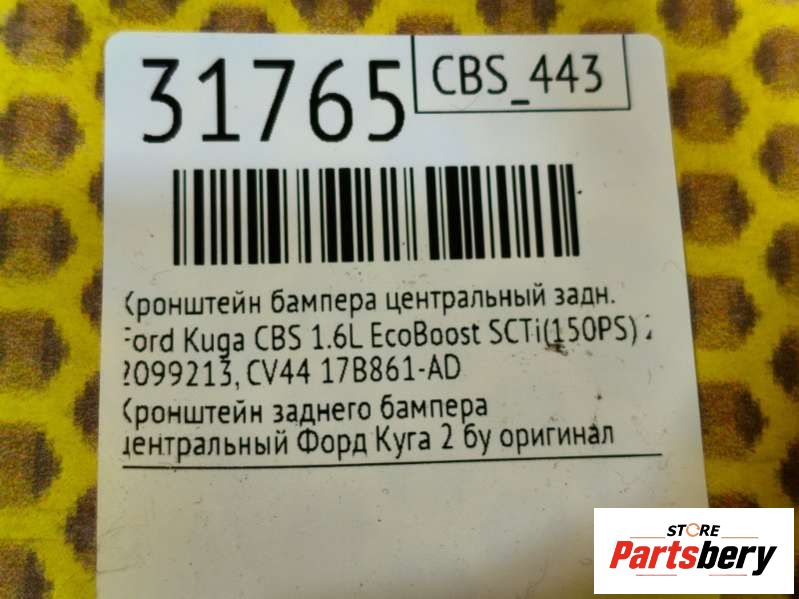 31765
CBS_443
Кронштейн бампера центральный задн.
Ford Kuga CBS 1.6L EcoBoost SCTi(150PS) 2
2099213, CV44 17B861-AD
Кронштейн заднего бампера
центральный Форд Куга 2 бу оригинал
STORE
Partsbery